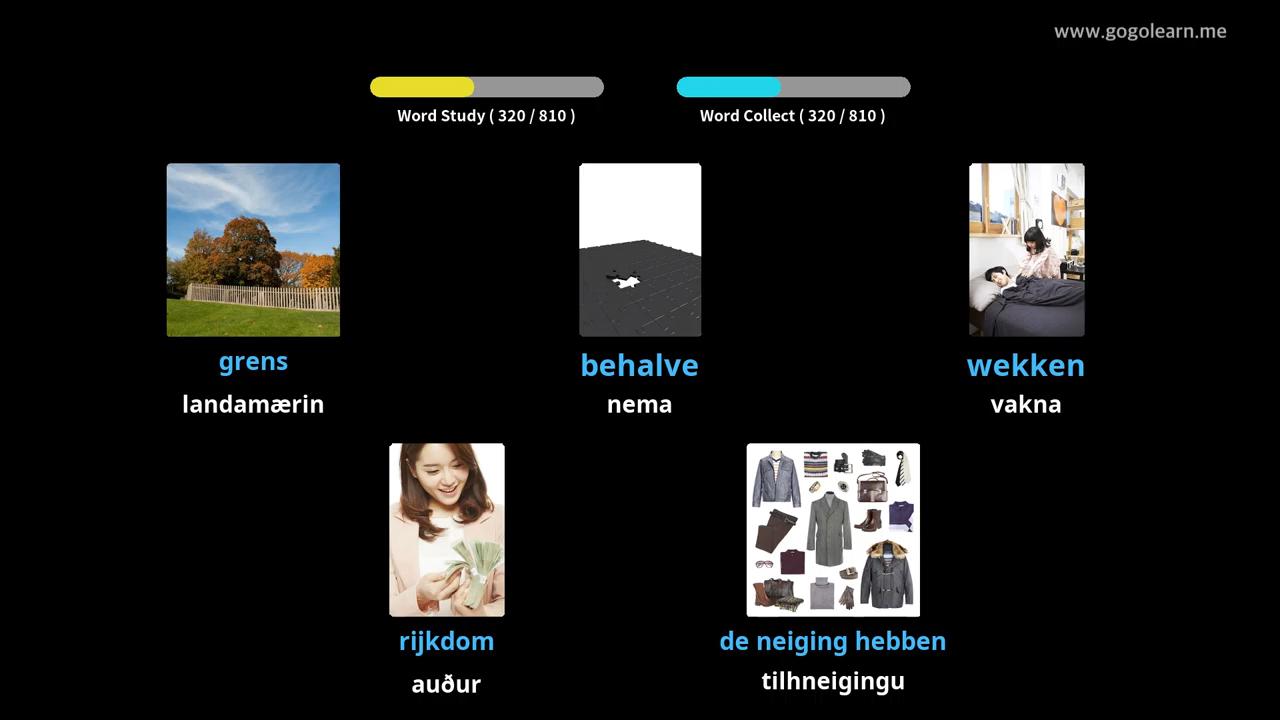 www.gogolearn.me
Word Study ( 320 / 810 )
Word Collect ( 320 / 810 )
grens
behalve
wekken
landamærin
nema
vakna
rijkdom
de neiging hebben
auður
tilhneigingu